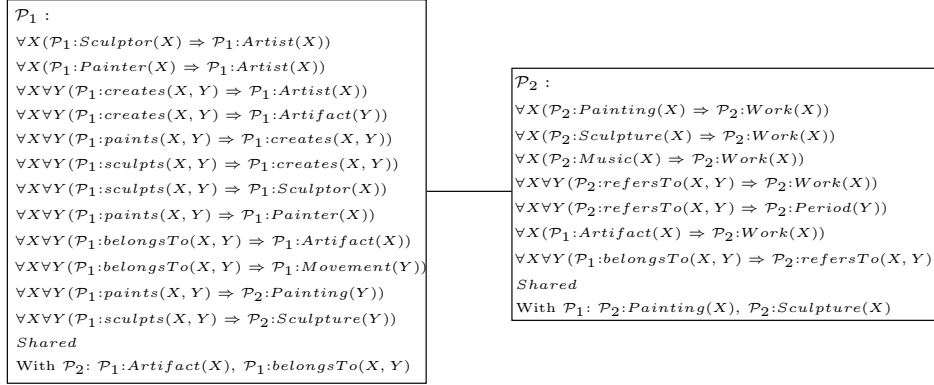 𝒫₁ :
∀X(𝒫₁:Sculptor(X) ⇒ 𝒫₁:Artist(X))
∀X(𝒫₁:Painter(X) ⇒ 𝒫₁:Artist(X))
∀X∀Y(𝒫₁:creates(X, Y) ⇒ 𝒫₁:Artist(X))
∀X∀Y(𝒫₁:creates(X, Y) ⇒ 𝒫₁:Artifact(Y))
∀X∀Y(𝒫₁:paints(X, Y) ⇒ 𝒫₁:creates(X, Y))
∀X∀Y(𝒫₁:sculpts(X, Y) ⇒ 𝒫₁:creates(X, Y))
∀X∀Y(𝒫₁:sculpts(X, Y) ⇒ 𝒫₁:Sculptor(X))
∀X∀Y(𝒫₁:paints(X, Y) ⇒ 𝒫₁:Painter(X))
∀X∀Y(𝒫₁:belongsTo(X, Y) ⇒ 𝒫₁:Artifact(X))
∀X∀Y(𝒫₁:belongsTo(X, Y) ⇒ 𝒫₁:Movement(Y))
∀X∀Y(𝒫₁:paints(X, Y) ⇒ 𝒫₂:Painting(Y))
∀X∀Y(𝒫₁:sculpts(X, Y) ⇒ 𝒫₂:Sculpture(Y))
Shared
With 𝒫₂: 𝒫₁:Artifact(X), 𝒫₁:belongsTo(X, Y)
𝒫₂ :
∀X(𝒫₂:Painting(X) ⇒ 𝒫₂:Work(X))
∀X(𝒫₂:Sculpture(X) ⇒ 𝒫₂:Work(X))
∀X(𝒫₂:Music(X) ⇒ 𝒫₂:Work(X))
∀X∀Y(𝒫₂:refersTo(X, Y) ⇒ 𝒫₂:Work(X))
∀X∀Y(𝒫₂:refersTo(X, Y) ⇒ 𝒫₂:Period(Y))
∀X(𝒫₁:Artifact(X) ⇒ 𝒫₂:Work(X))
∀X∀Y(𝒫₁:belongsTo(X, Y) ⇒ 𝒫₂:refersTo(X, Y)
Shared
With 𝒫₁: 𝒫₂:Painting(X), 𝒫₂:Sculpture(X)